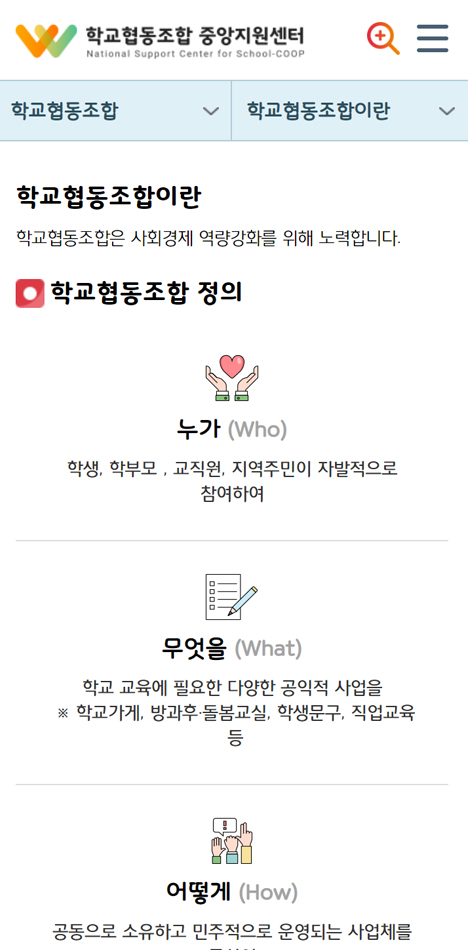 학교협동조합 중앙지원센터
National Support Center for School-COOP
학교협동조합
학교협동조합이란
학교협동조합이란
학교협동조합은 사회경제 역량강화를 위해 노력합니다.
학교협동조합 정의
누가 (Who)
학생, 학부모 , 교직원, 지역주민이 자발적으로
참여하여
무엇을 (What)
학교 교육에 필요한 다양한 공익적 사업을
※ 학교가게, 방과후·돌봄교실, 학생문구, 직업교육
등
어떻게 (How)
공동으로 소유하고 민주적으로 운영되는 사업체를